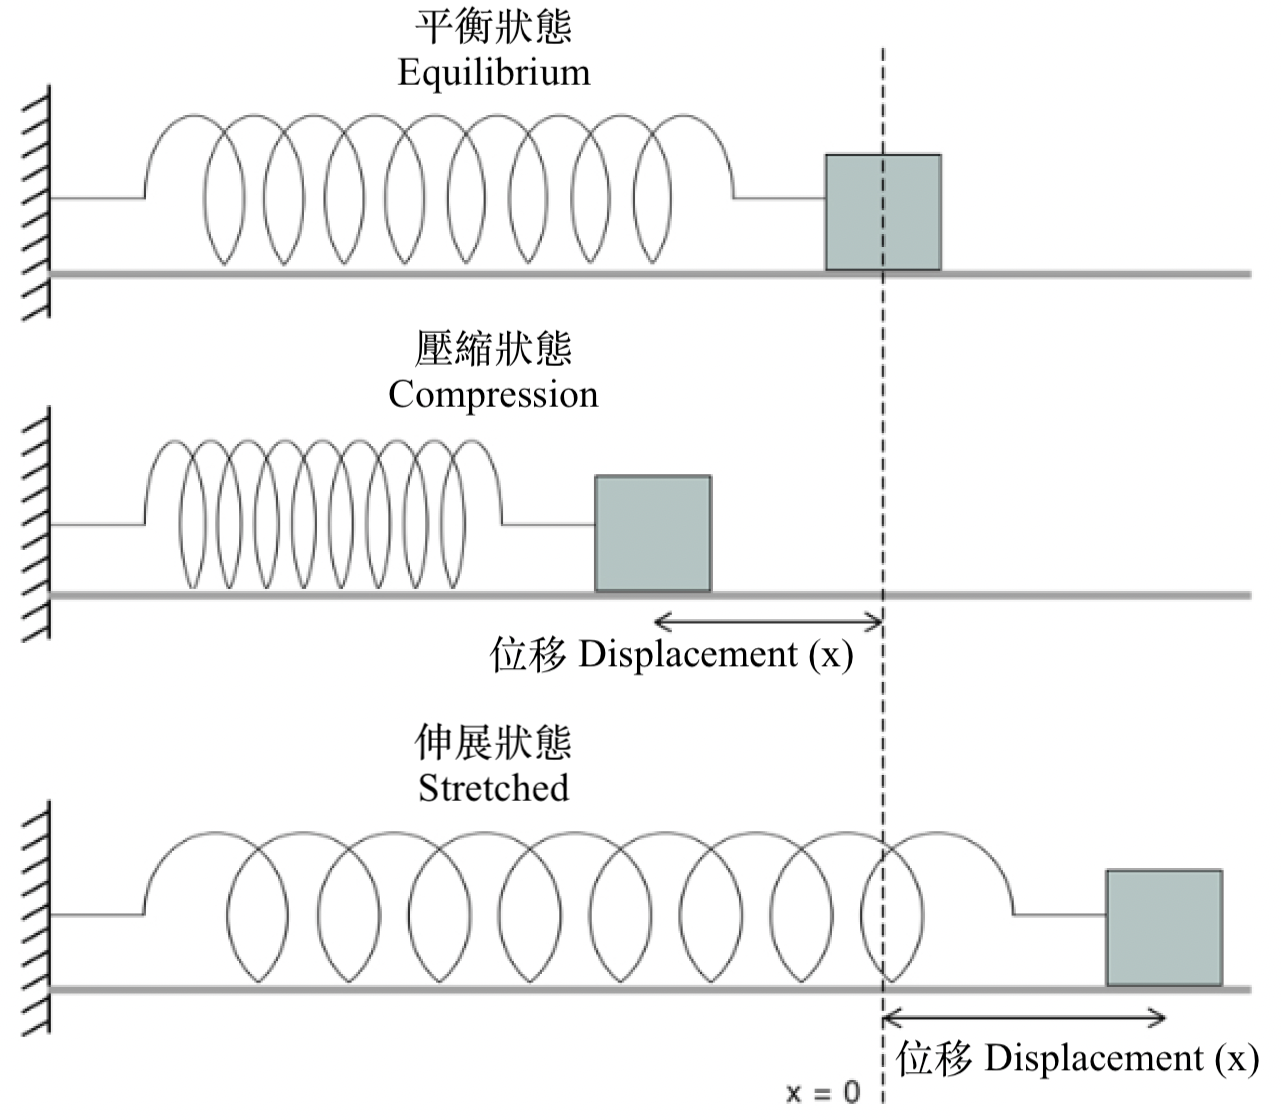 平衡狀態
Equilibrium
壓縮狀態
Compression
位移 Displacement (x)
伸展狀態
Stretched
位移 Displacement (x)
x = 0